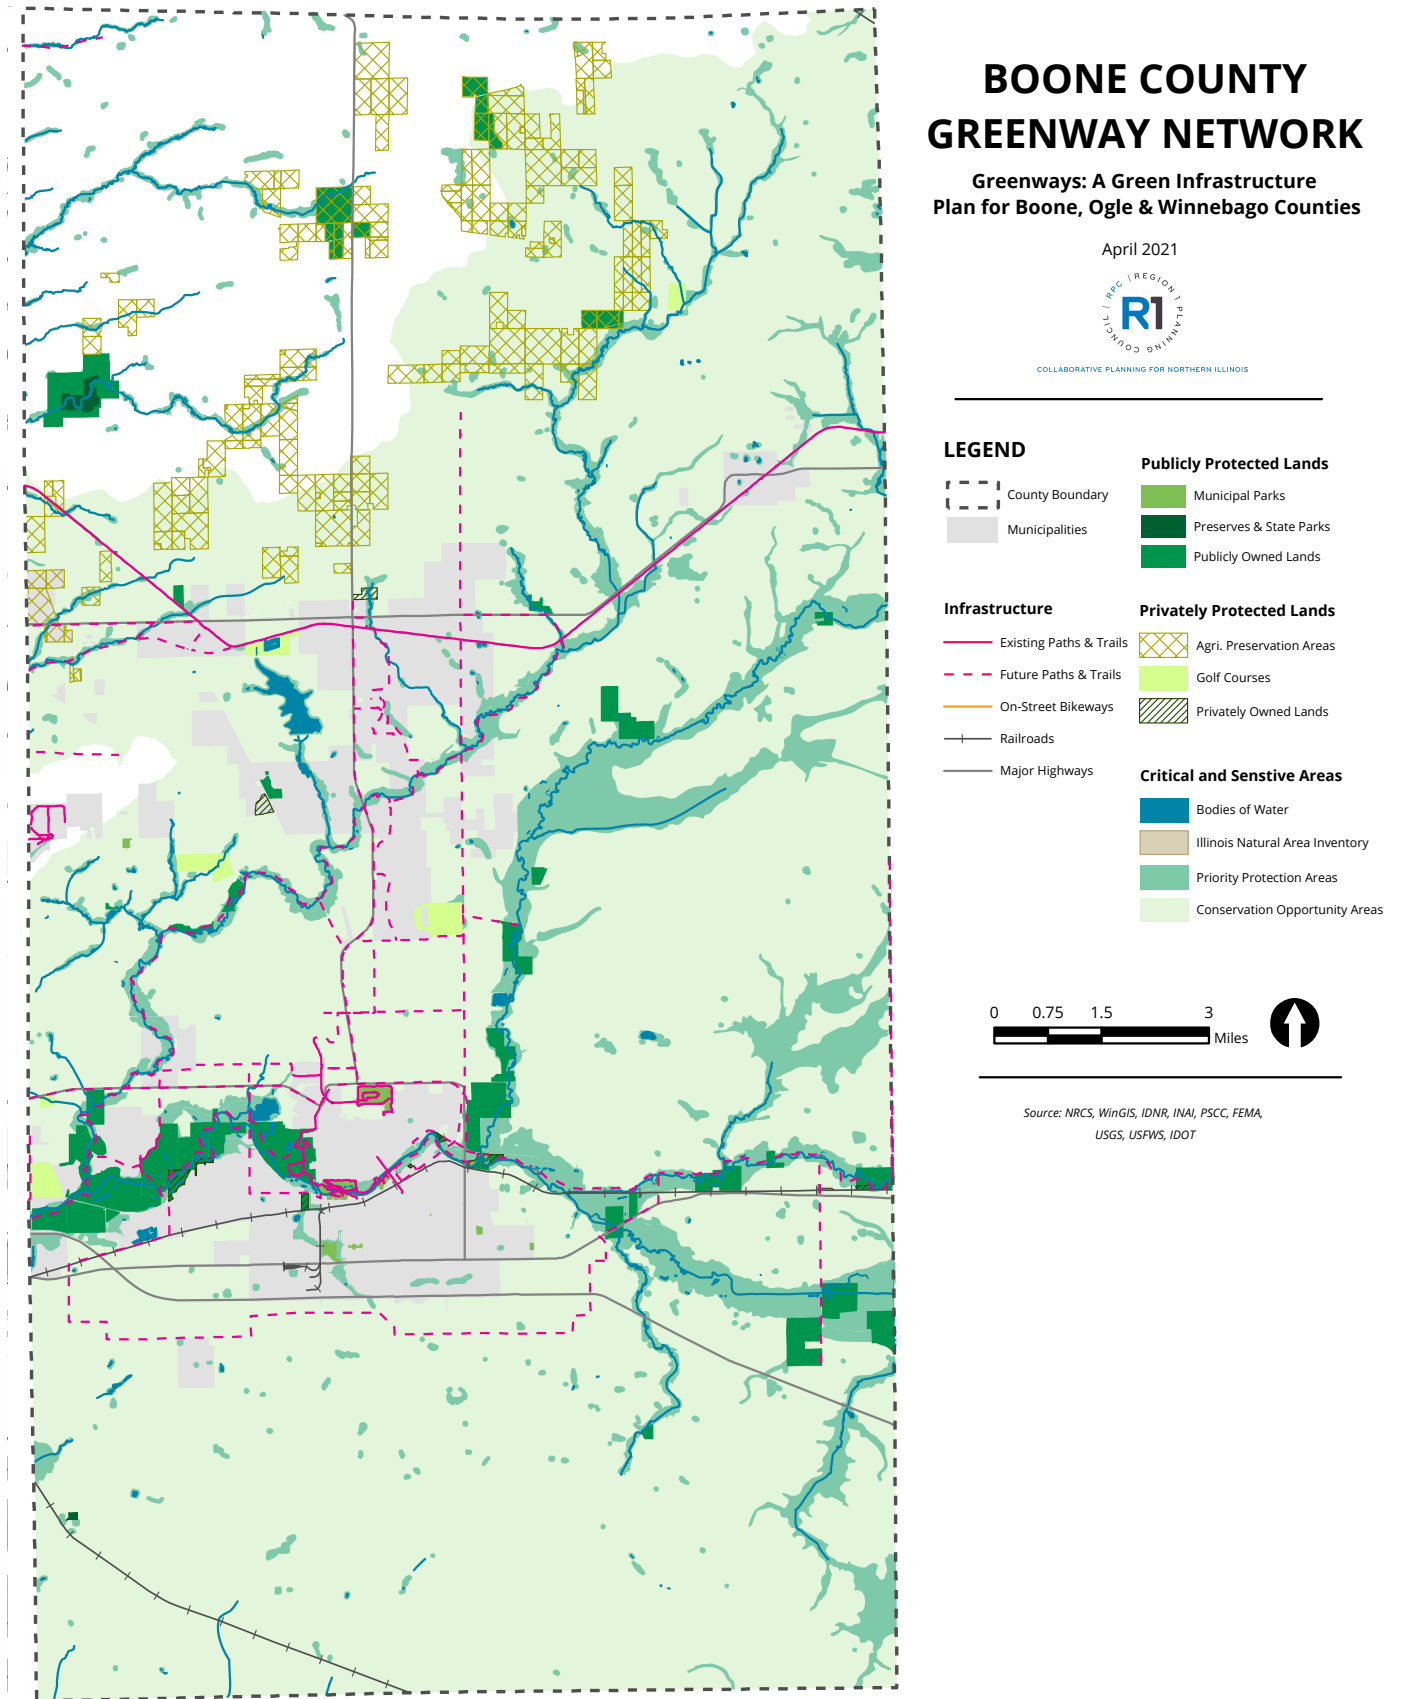 BOONE COUNTY
GREENWAY NETWORK
Greenways: A Green Infrastructure
Plan for Boone, Ogle & Winnebago Counties
April 2021
RPC | REGION 1 PLANNING COUNCIL |
R1
COLLABORATIVE PLANNING FOR NORTHERN ILLINOIS
LEGEND
County Boundary
Municipalities
Publicly Protected Lands
Municipal Parks
Preserves & State Parks
Publicly Owned Lands
Infrastructure
Existing Paths & Trails
Future Paths & Trails
On-Street Bikeways
Railroads
Major Highways
Privately Protected Lands
Agri. Preservation Areas
Golf Courses
Privately Owned Lands
Critical and Senstive Areas
Bodies of Water
Illinois Natural Area Inventory
Priority Protection Areas
Conservation Opportunity Areas
0 0.75 1.5 3
Miles
Source: NRCS, WinGIS, IDNR, INAI, PSCC, FEMA,
USGS, USFWS, IDOT